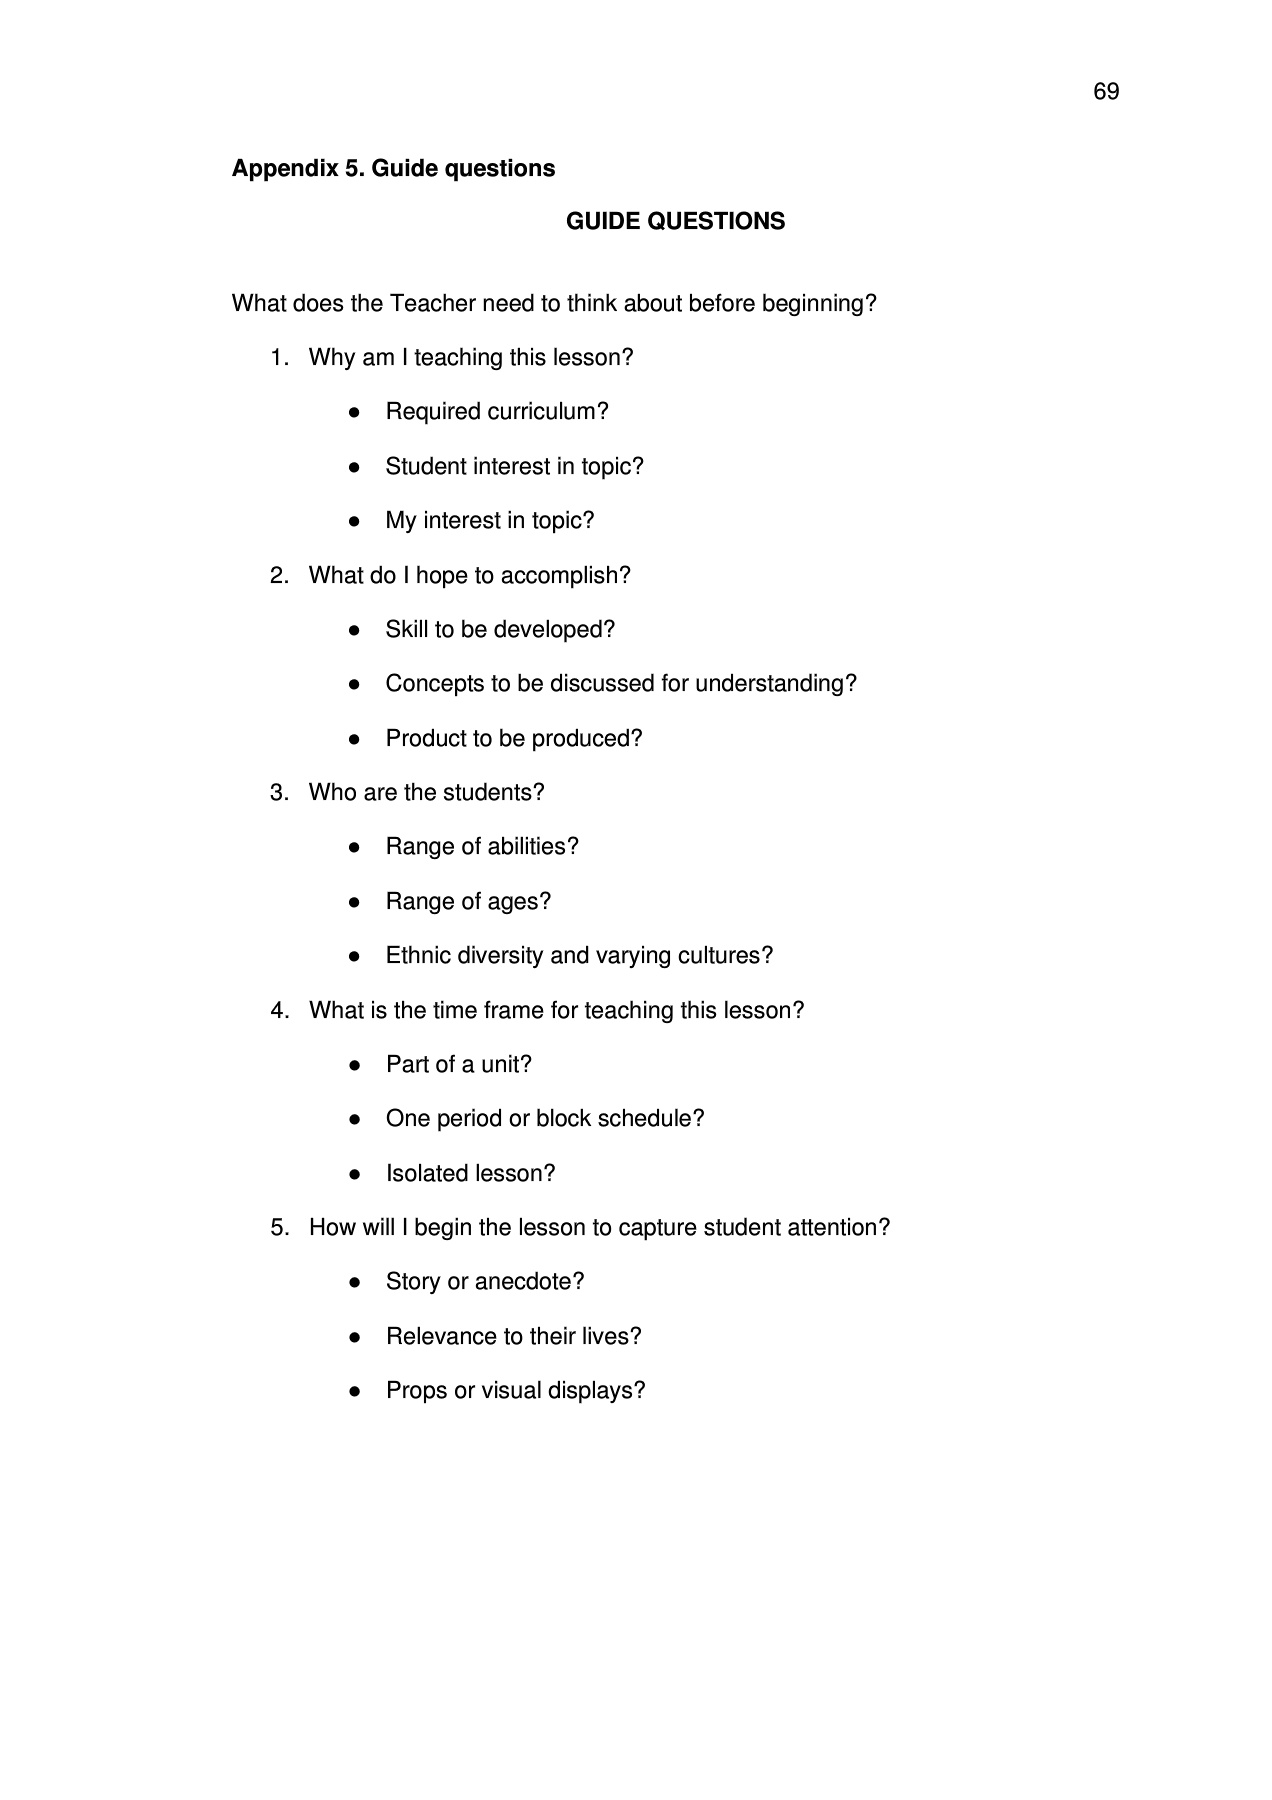 69
Appendix 5. Guide questions
GUIDE QUESTIONS
What does the Teacher need to think about before beginning?
1. Why am I teaching this lesson?
● Required curriculum?
● Student interest in topic?
● My interest in topic?
2. What do I hope to accomplish?
● Skill to be developed?
● Concepts to be discussed for understanding?
● Product to be produced?
3. Who are the students?
● Range of abilities?
● Range of ages?
● Ethnic diversity and varying cultures?
4. What is the time frame for teaching this lesson?
● Part of a unit?
● One period or block schedule?
● Isolated lesson?
5. How will I begin the lesson to capture student attention?
● Story or anecdote?
● Relevance to their lives?
● Props or visual displays?